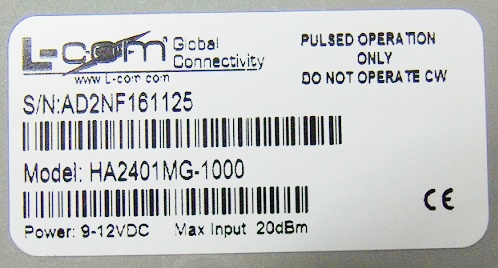 L-com Global Connectivity
www.L-com.com
PULSED OPERATION
ONLY
DO NOT OPERATE CW
S/N:AD2NF161125
Model: HA2401MG-1000
CE
Power: 9-12VDC Max Input 20dBm